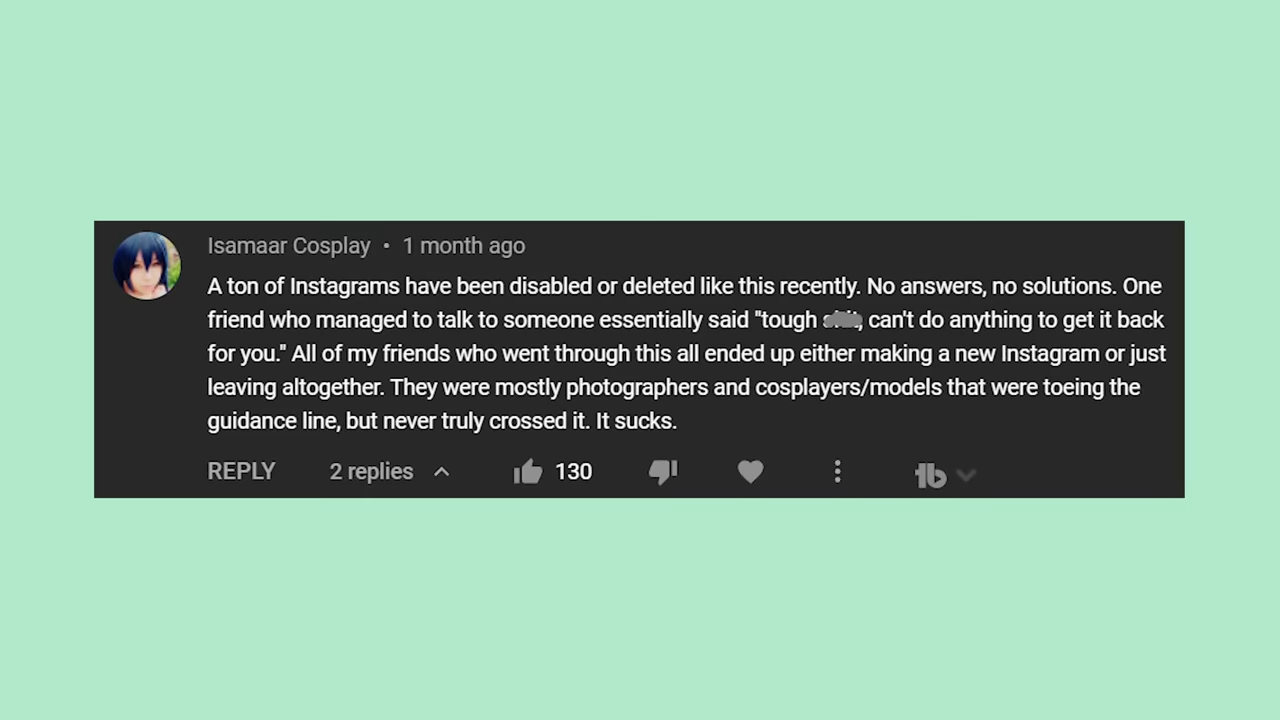 Isamaar Cosplay • 1 month ago
A ton of Instagrams have been disabled or deleted like this recently. No answers, no solutions. One
friend who managed to talk to someone essentially said "tough , can't do anything to get it back
for you." All of my friends who went through this all ended up either making a new Instagram or just
leaving altogether. They were mostly photographers and cosplayers/models that were toeing the
guidance line, but never truly crossed it. It sucks.
REPLY 2 replies 130 tb